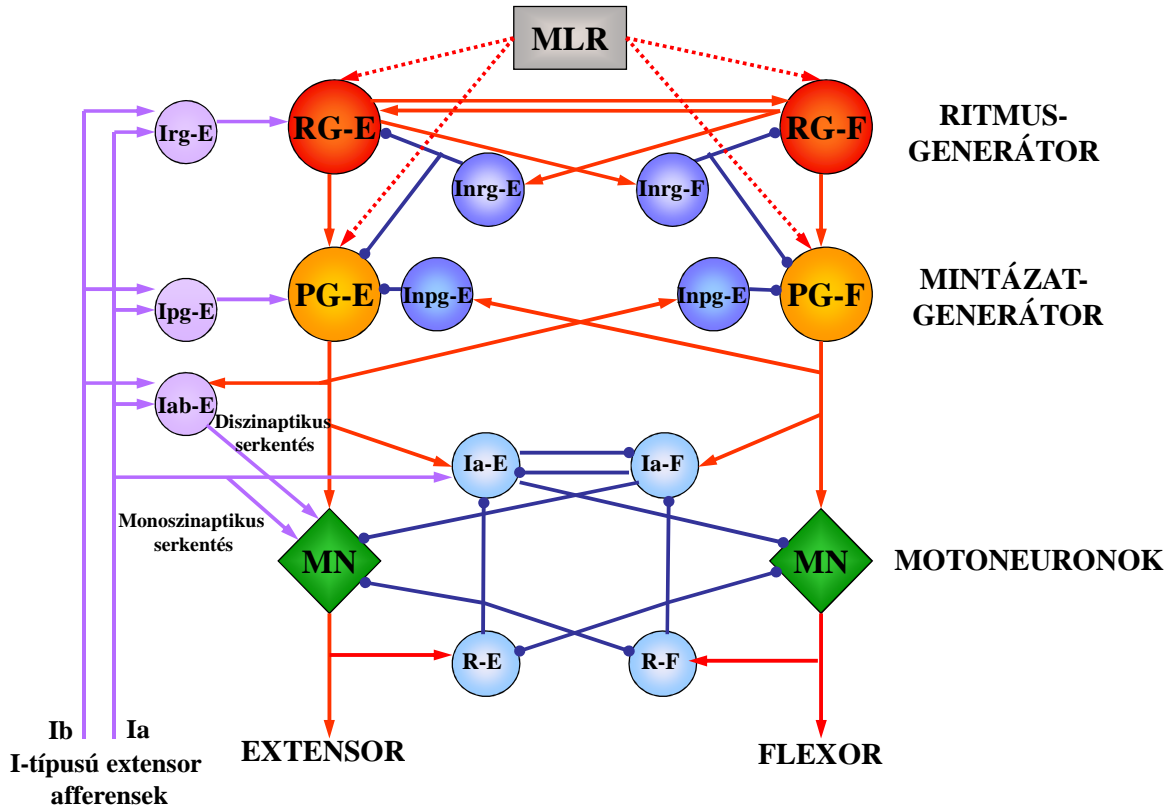 MLR
Irg-E
RG-E
RG-F
RITMUS-
GENERÁTOR
Inrg-E
Inrg-F
Ipg-E
PG-E
Inpg-E
Inpg-E
PG-F
MINTÁZAT-
GENERÁTOR
Iab-E
Diszinaptikus
serkentés
Ia-E
Ia-F
Monoszinaptikus
serkentés
MN
MN
MOTONEURONOK
R-E
R-F
Ib
Ia
I-típusú extensor
afferensek
EXTENSOR
FLEXOR